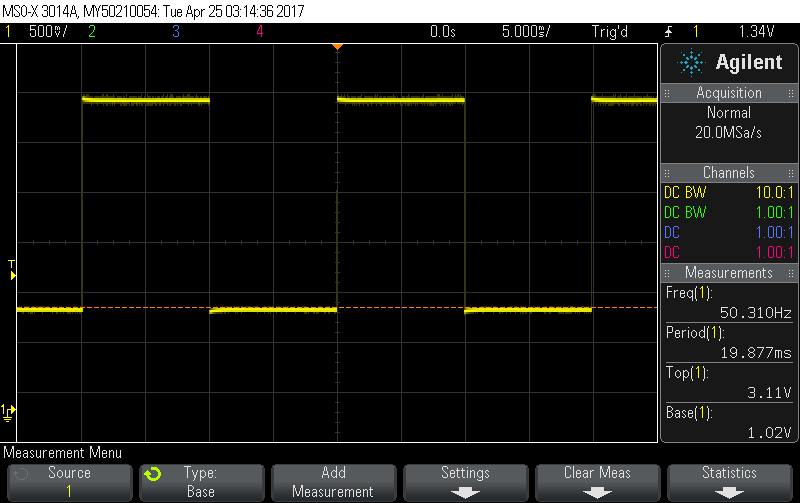 MSO-X 3014A, MY50210054: Tue Apr 25 03:14:36 2017
1 500mV/ 2 3 4 0.0s 5.000ms/ Trig'd 1 1.34V
Agilent
Acquisition
Normal
20.0MSa/s
Channels
DC BW 10.0:1
DC BW 1.00:1
DC 1.00:1
DC 1.00:1
Measurements
Freq(1):
50.310Hz
Period(1):
19.877ms
Top(1):
3.11V
Base(1):
1.02V
T
1
Measurement Menu
Source
1
Type:
Base
Add
Measurement
Settings
Clear Meas
Statistics